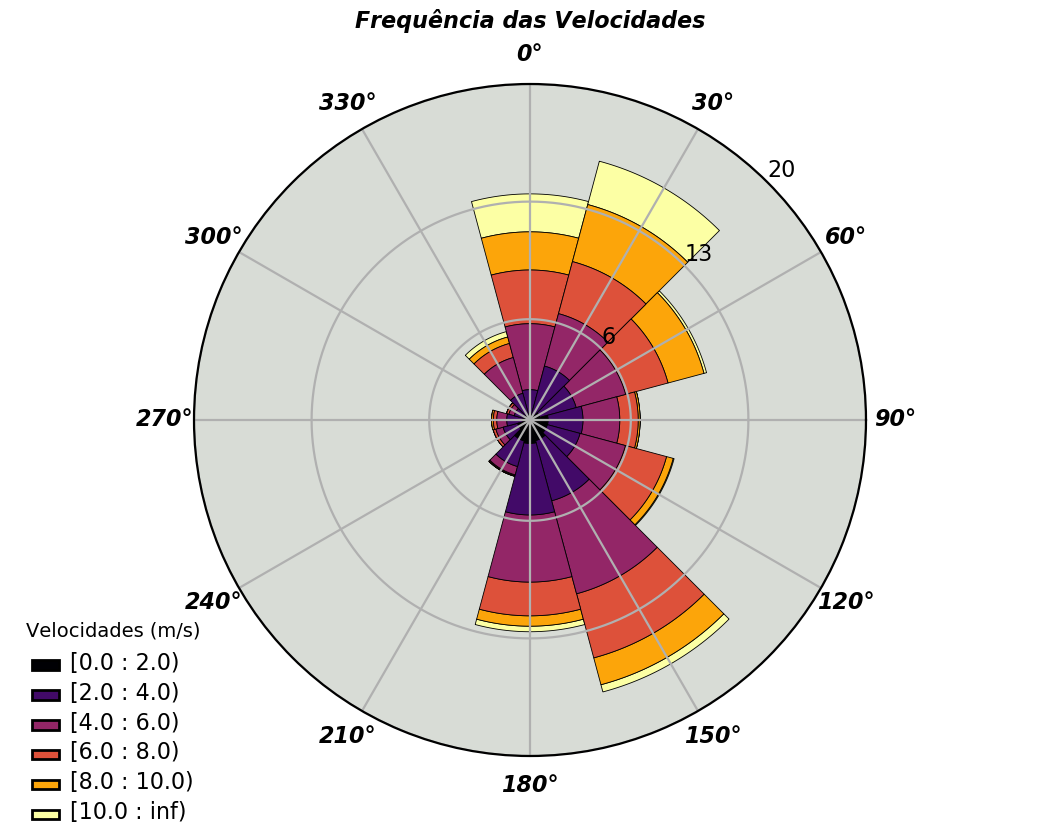 Frequência das Velocidades
0°
330°
30°
20
300°
60°
13
6
270°
90°
240°
120°
210°
150°
180°
Velocidades (m/s)
[0.0 : 2.0)
[2.0 : 4.0)
[4.0 : 6.0)
[6.0 : 8.0)
[8.0 : 10.0)
[10.0 : inf)